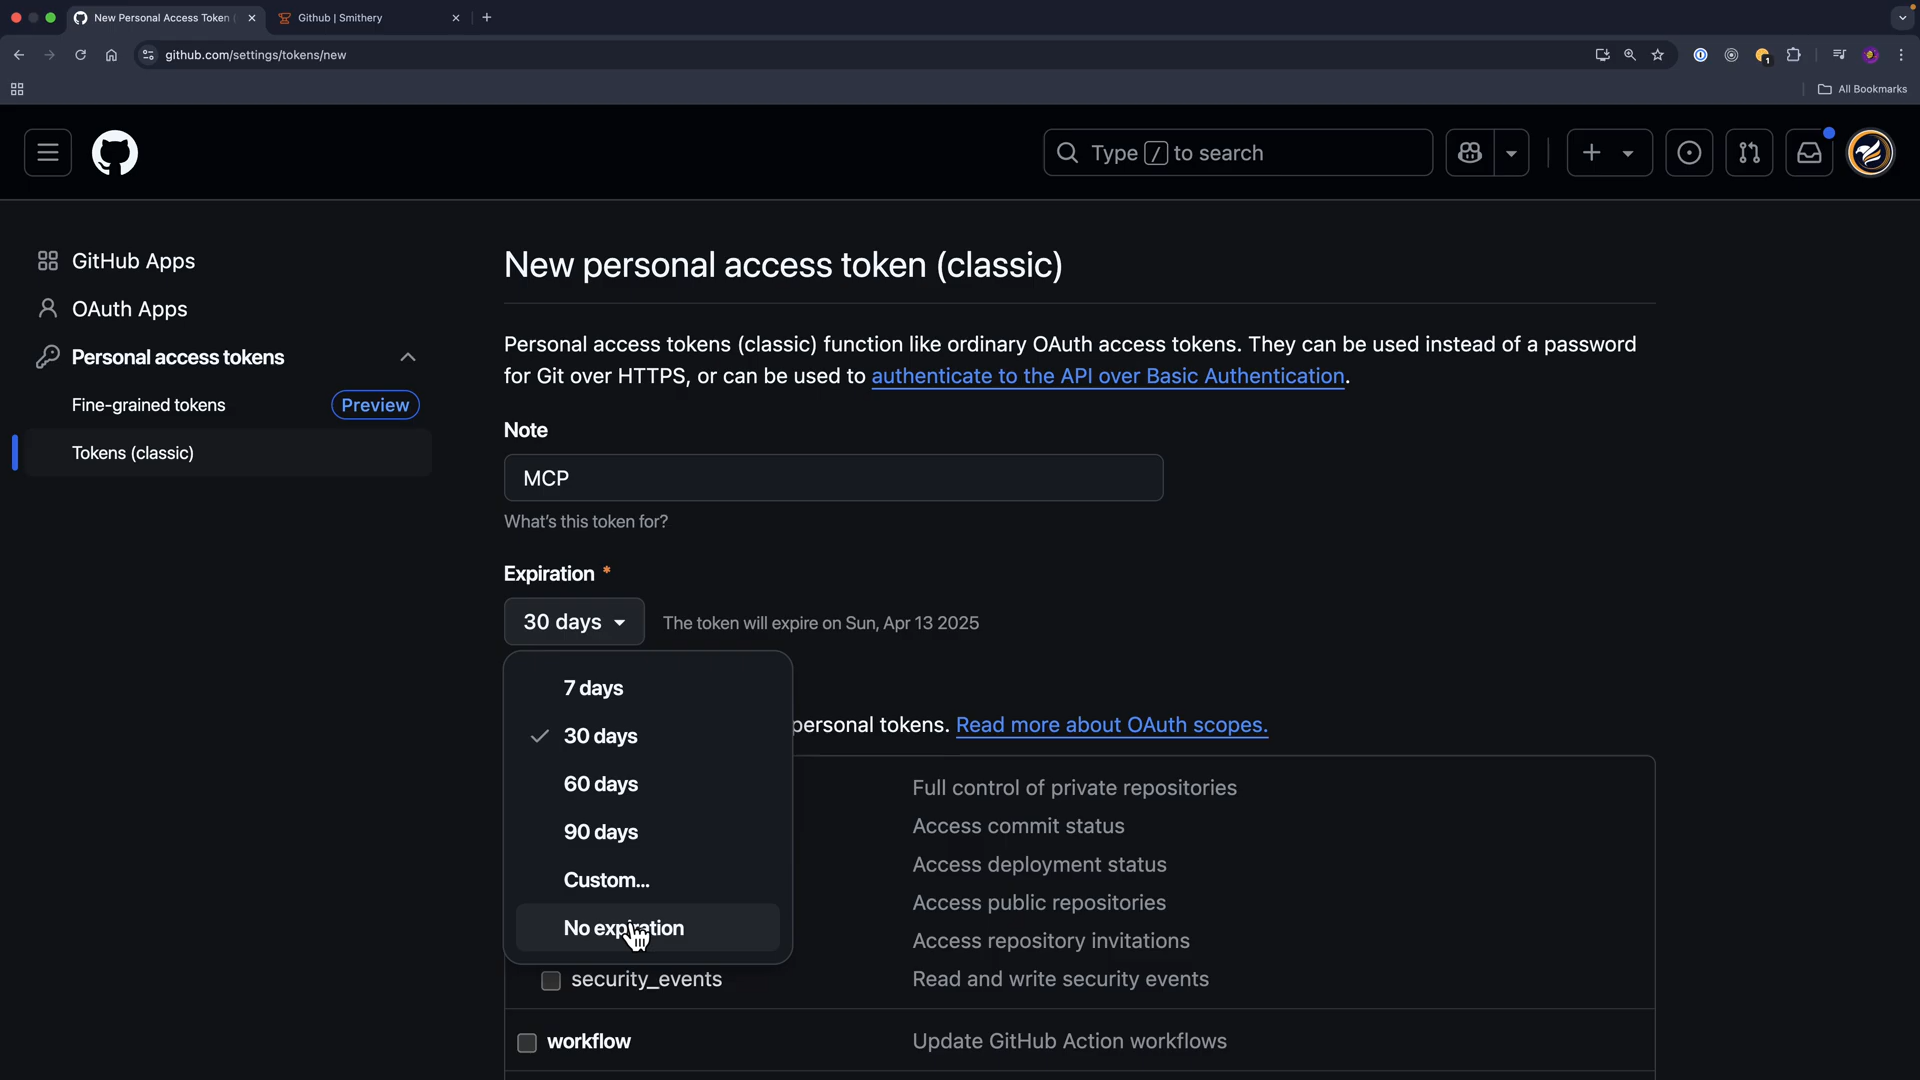 New Personal Access Token (
Github | Smithery
github.com/settings/tokens/new
1
All Bookmarks
Type / to search
GitHub Apps
OAuth Apps
Personal access tokens
Fine-grained tokens
Preview
Tokens (classic)
New personal access token (classic)
Personal access tokens (classic) function like ordinary OAuth access tokens. They can be used instead of a password
for Git over HTTPS, or can be used to authenticate to the API over Basic Authentication.
Note
MCP
What's this token for?
Expiration *
30 days
The token will expire on Sun, Apr 13 2025
7 days
30 days
60 days
90 days
Custom...
No expiration
personal tokens. Read more about OAuth scopes.
Full control of private repositories
Access commit status
Access deployment status
Access public repositories
Access repository invitations
security_events
Read and write security events
workflow
Update GitHub Action workflows